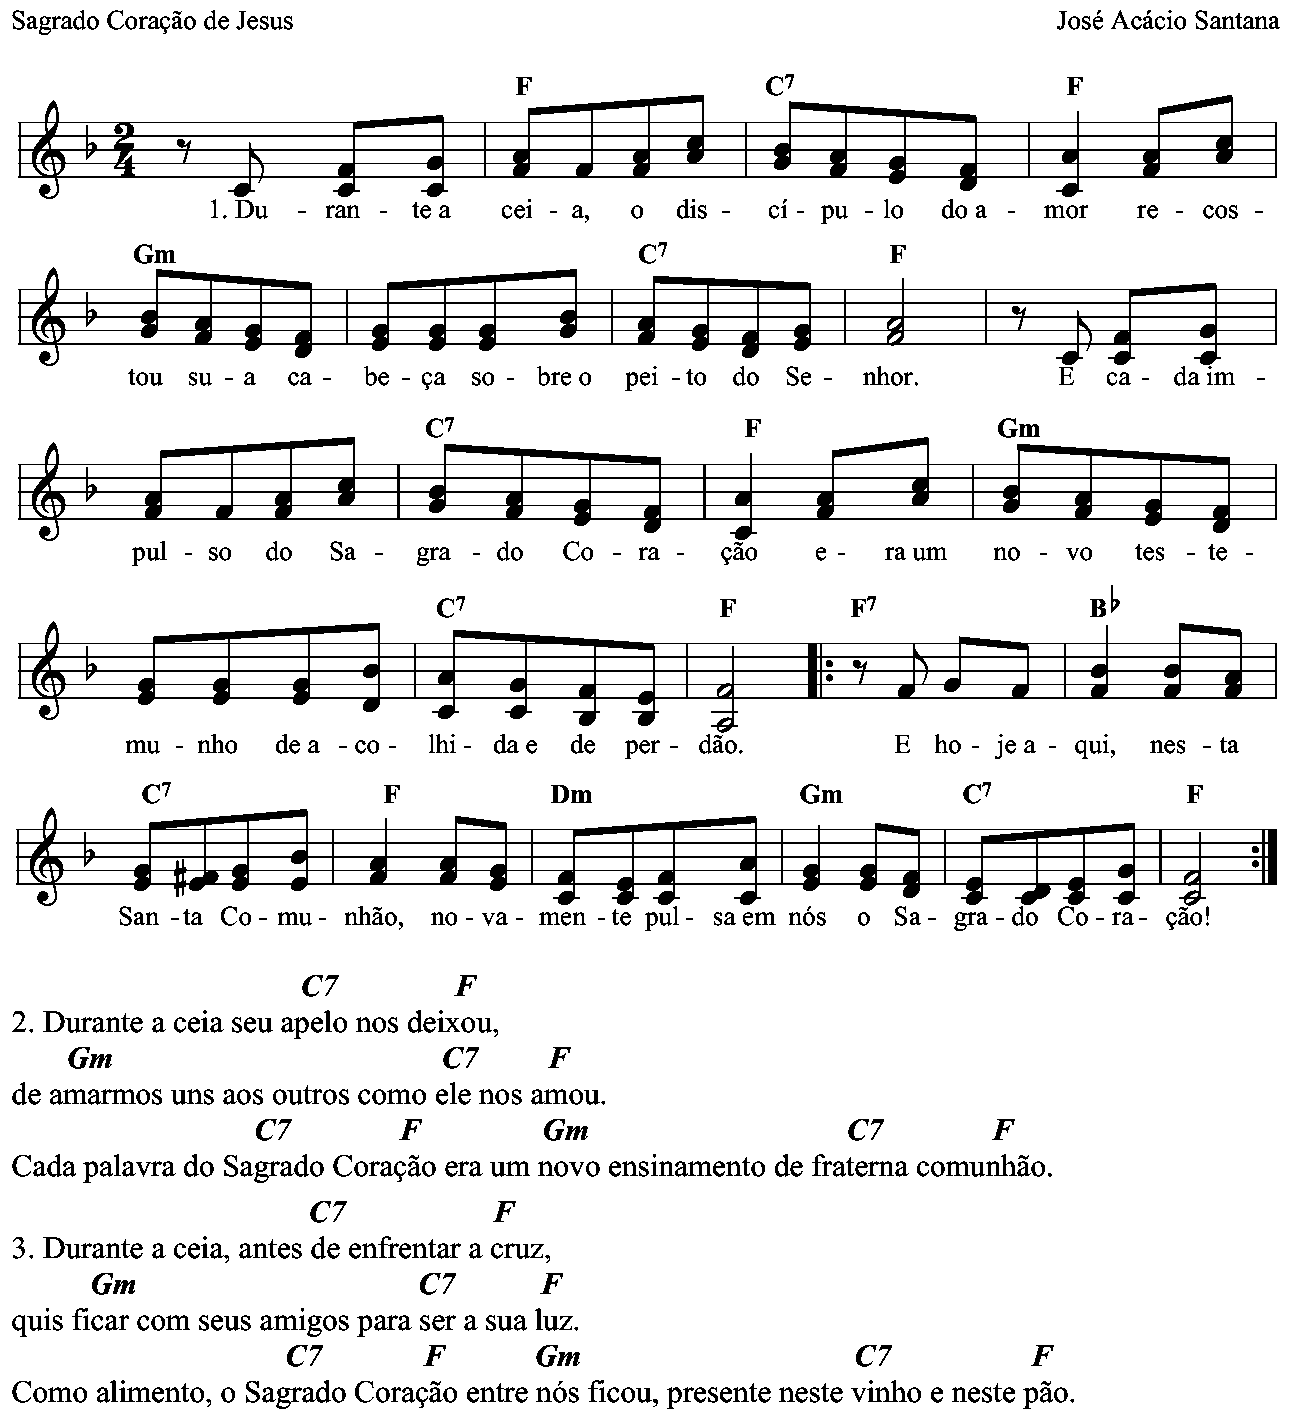 Sagrado Coração de Jesus José Acácio Santana
F C7 F
2 4
1. Du - ran - te a cei - a, o dis - cí - pu - lo do a - mor re - cos -
Gm C7 F
tou su - a ca - be - ça so - bre o pei - to do Se - nhor. E ca - da im -
C7 F Gm
pul - so do Sa - gra - do Co - ra - ção e - ra um no - vo tes - te -
C7 F F7 B♭
mu - nho de a - co - lhi - da e de per - dão. E ho - je a - qui, nes - ta
C7 F Dm Gm C7 F
San - ta Co - mu - nhão, no - va - men - te pul - sa em nós o Sa - gra - do Co - ra - ção!
C7 F
2. Durante a ceia seu apelo nos deixou,
Gm C7 F
de amarmos uns aos outros como ele nos amou.
C7 F Gm C7 F
Cada palavra do Sagrado Coração era um novo ensinamento de fraterna comunhão.
C7 F
3. Durante a ceia, antes de enfrentar a cruz,
Gm C7 F
quis ficar com seus amigos para ser a sua luz.
C7 F Gm C7 F
Como alimento, o Sagrado Coração entre nós ficou, presente neste vinho e neste pão.